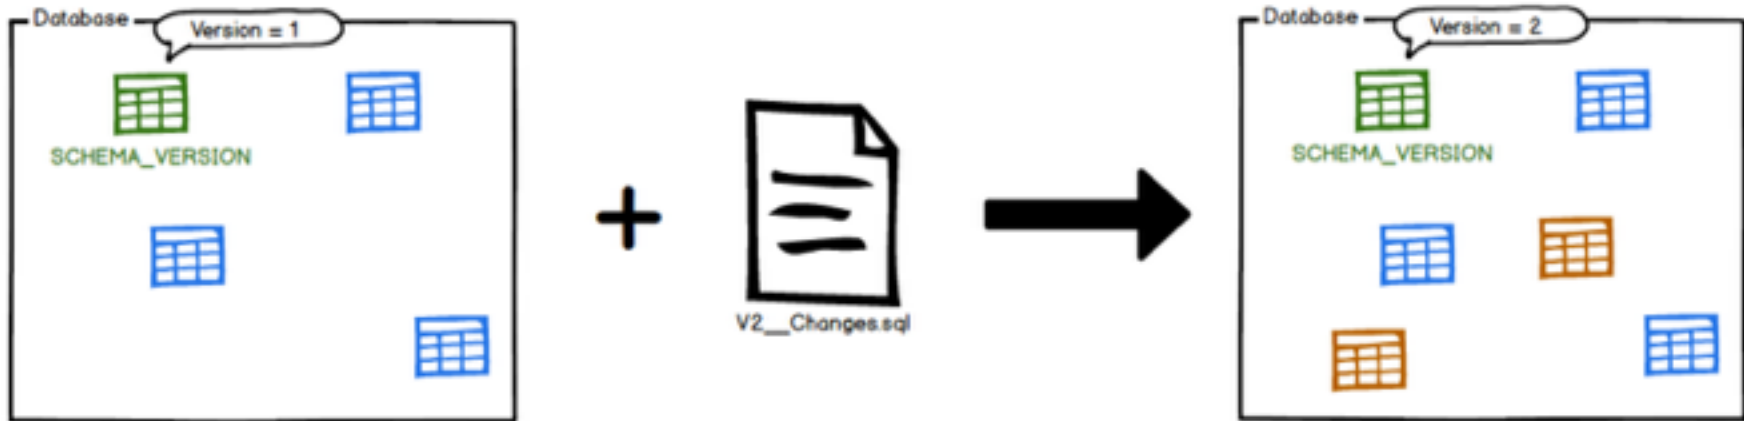 Database
Version = 1
SCHEMA_VERSION
V2__Changes.sql
Database
Version = 2
SCHEMA_VERSION